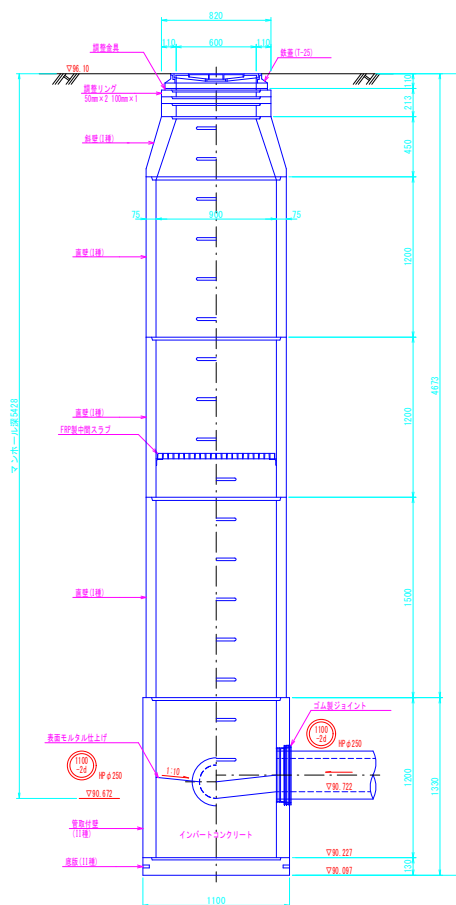 820
110
600
110
調整金具
鉄蓋(T-25)
▽96.10
調整リング
50mm×2 100mm×1
110
213
斜壁(I種)
450
75
900
75
直壁(I種)
1200
4673
マンホール深5428
直壁(I種)
1200
FRP製中間スラブ
直壁(I種)
1500
ゴム製ジョイント
表面モルタル仕上げ
1100
-2d
HPφ250
1:10
1100
-2d
HPφ250
▽90.672
▽90.722
1200
1330
管取付壁
(II種)
インバートコンクリート
▽90.227
底版(II種)
▽90.097
130
1100